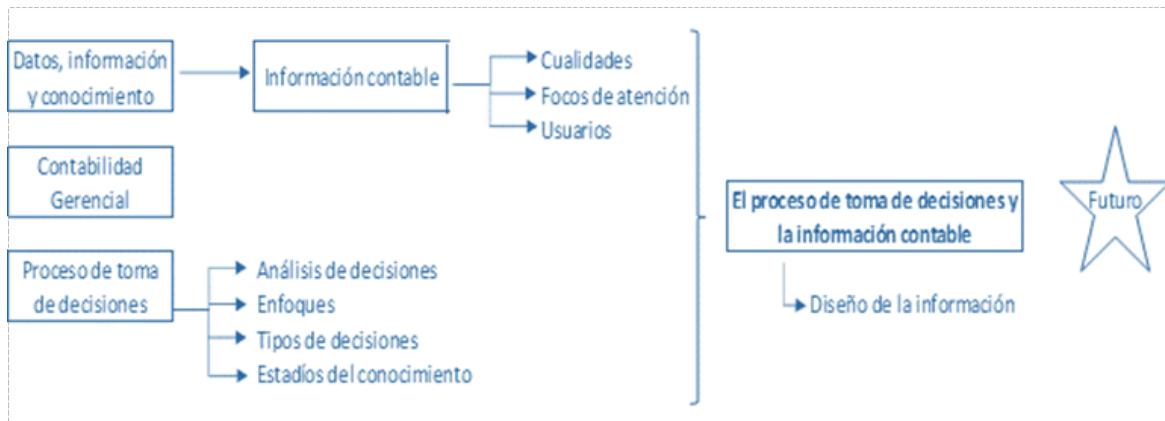 Datos, información
y conocimiento
Información contable
Cualidades
Focos de atención
Usuarios
Contabilidad
Gerencial
Proceso de toma
de decisiones
Análisis de decisiones
Enfoques
Tipos de decisiones
Estadíos del conocimiento
El proceso de toma de decisiones y
la información contable
Diseño de la información
Futuro